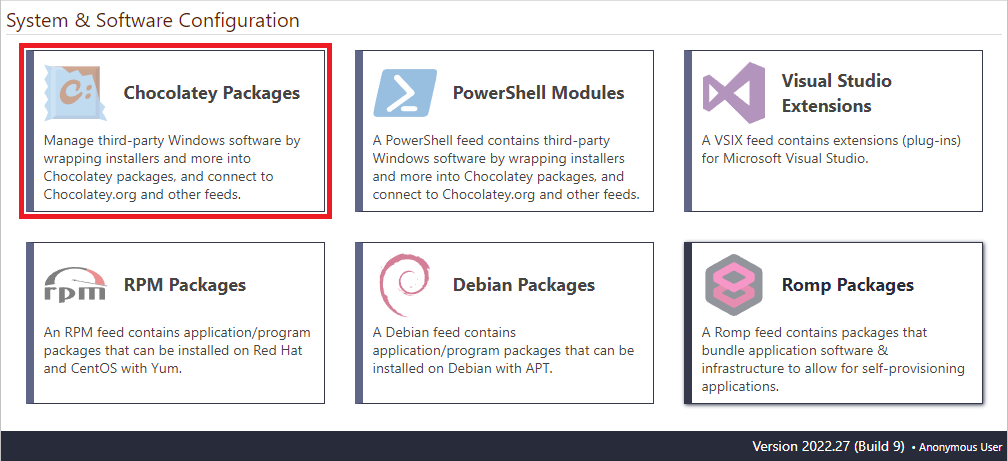 System & Software Configuration
Chocolatey Packages
Manage third-party Windows software by
wrapping installers and more into
Chocolatey packages, and connect to
Chocolatey.org and other feeds.
PowerShell Modules
A PowerShell feed contains third-party
Windows software by wrapping installers
and more into Chocolatey packages, and
connect to Chocolatey.org and other feeds.
Visual Studio
Extensions
A VSIX feed contains extensions (plug-ins)
for Microsoft Visual Studio.
rpm
RPM Packages
An RPM feed contains application/program
packages that can be installed on Red Hat
and CentOS with Yum.
Debian Packages
A Debian feed contains
application/program packages that can be
installed on Debian with APT.
Romp Packages
A Romp feed contains packages that
bundle application software &
infrastructure to allow for self-provisioning
applications.
Version 2022.27 (Build 9) • Anonymous User